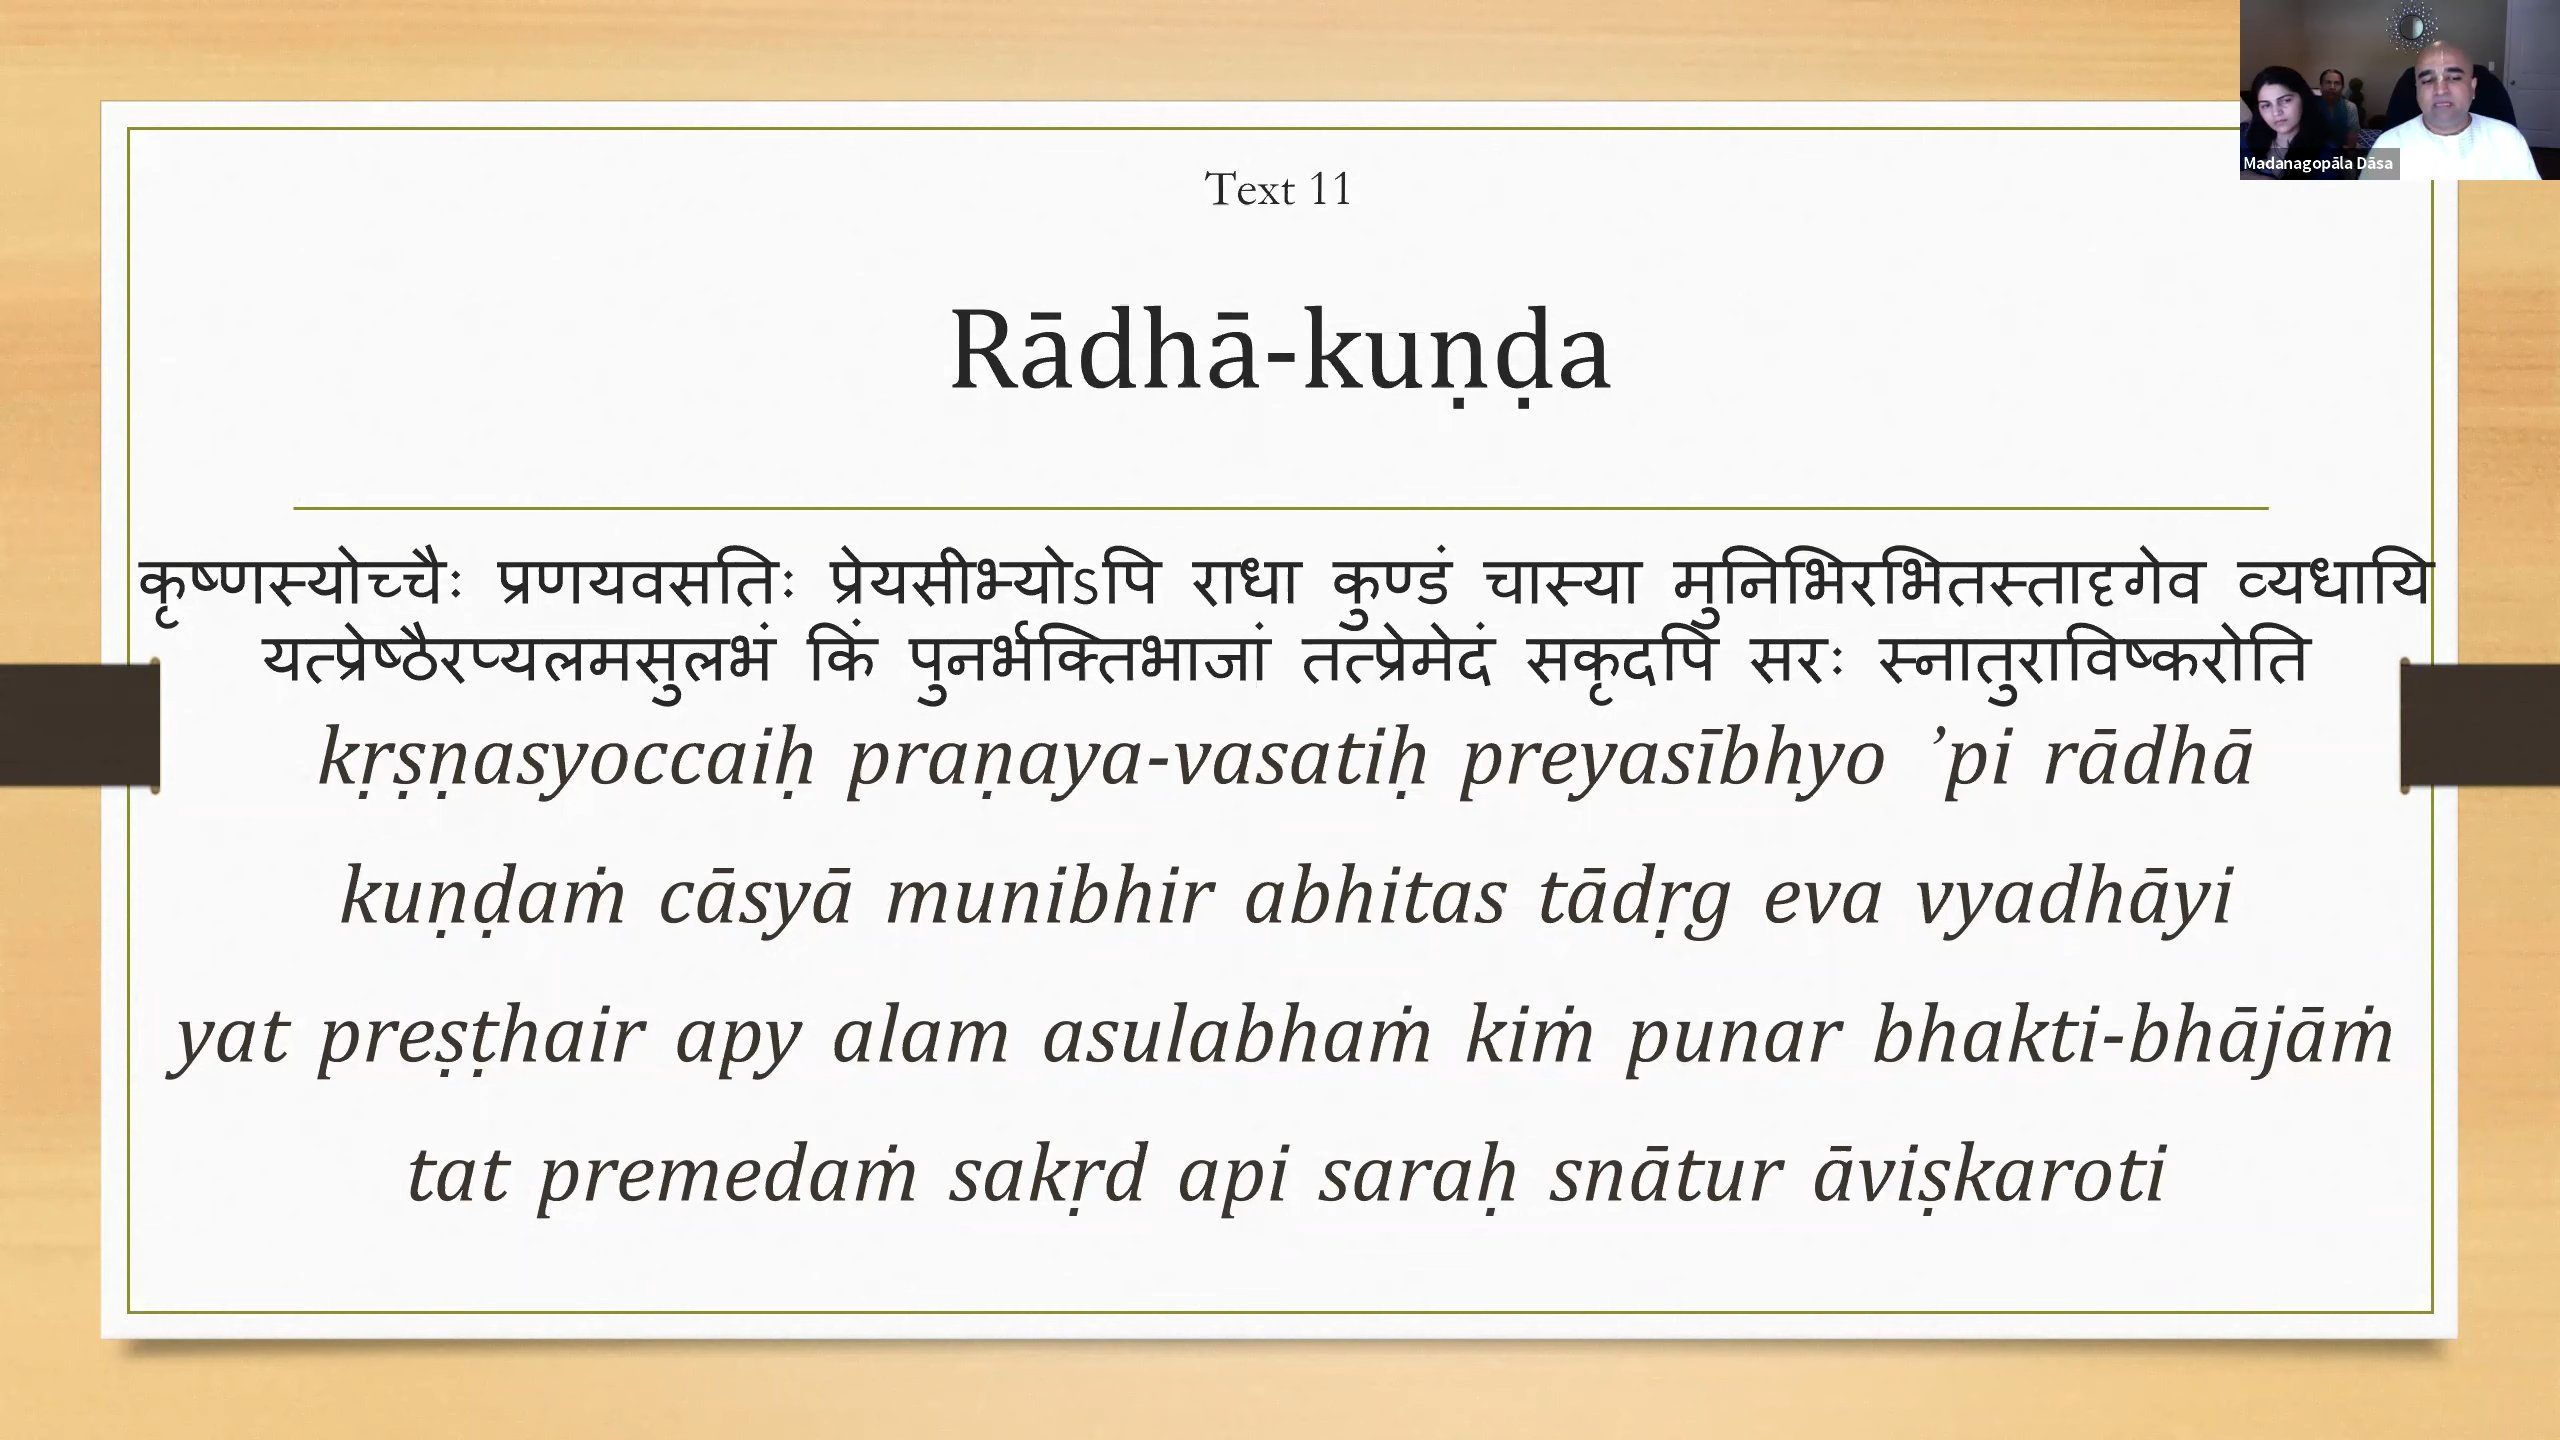 Madanagopāla Dāsa
Text 11
Rādhā-kuṇḍa
कृष्णस्योच्चैः प्रणयवसतिः प्रेयसीभ्योऽपि राधा कुण्डं चास्या मुनिभिरभितस्तादृगेव व्यधायि
यत्प्रेष्ठैरप्यलमसुलभं किं पुनर्भक्तिभाजां तत्प्रेमेदं सकृदपि सरः स्नातुराविष्करोति
kṛṣṇasyoccaiḥ praṇaya-vasatiḥ preyasībhyo ’pi rādhā
kuṇḍaṁ cāsyā munibhir abhitas tādṛg eva vyadhāyi
yat preṣṭhair apy alam asulabhaṁ kiṁ punar bhakti-bhājāṁ
tat premedaṁ sakṛd api saraḥ snātur āviṣkaroti